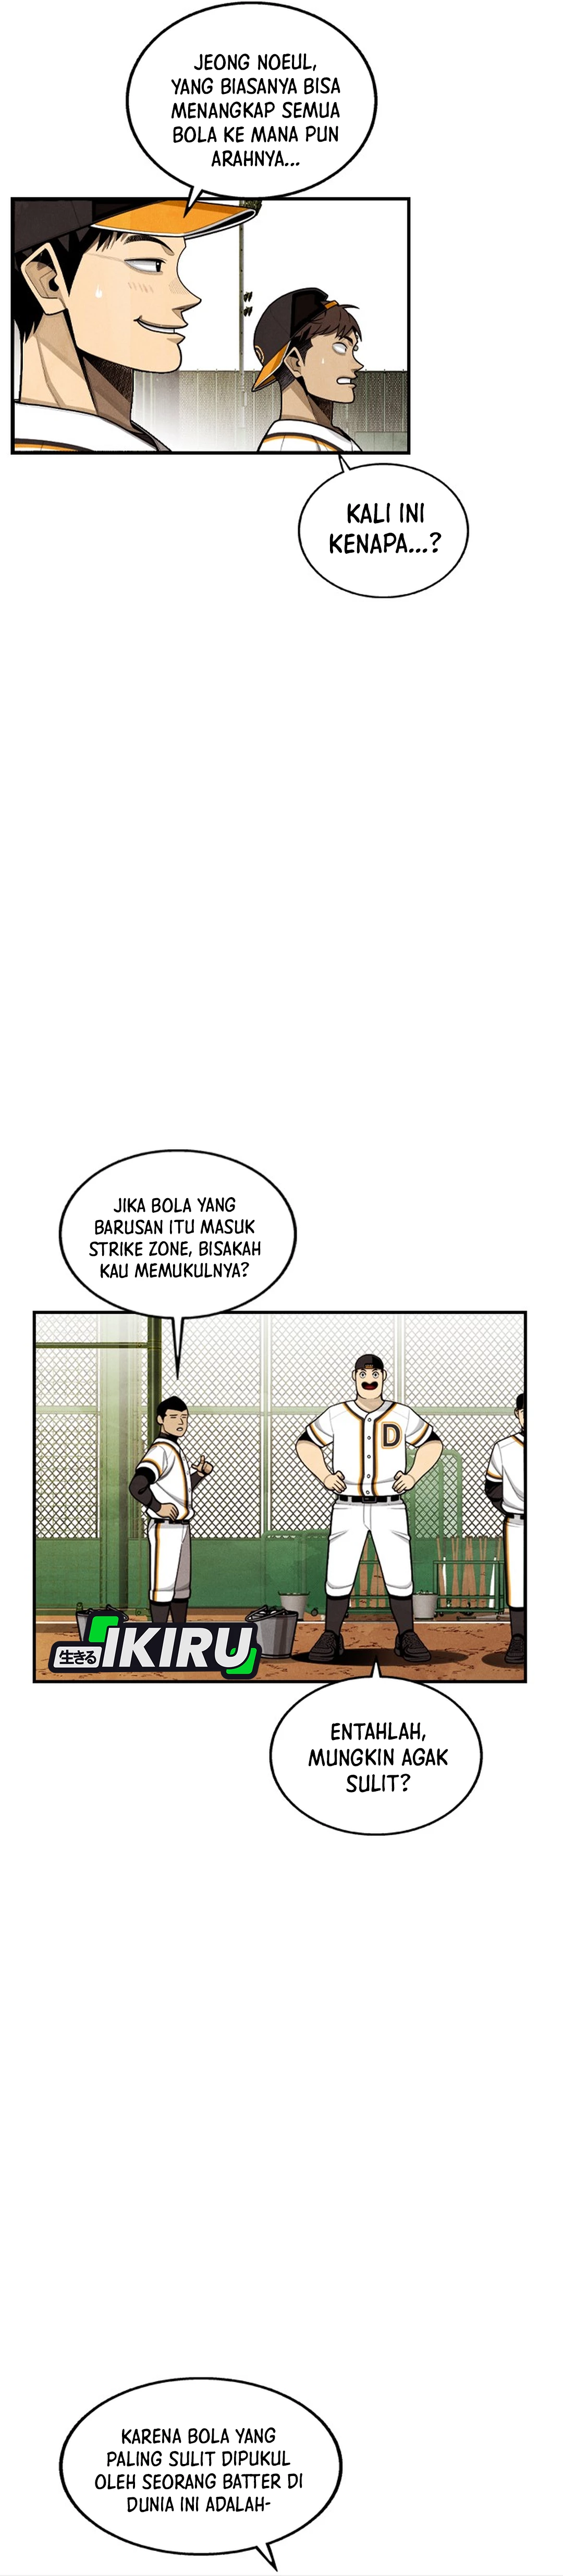 JEONG NOEUL,
YANG BIASANYA BISA
MENANGKAP SEMUA
BOLA KE MANA PUN
ARAHNYA...
KALI INI
KENAPA...?
JIKA BOLA YANG
BARUSAN ITU MASUK
STRIKE ZONE, BISAKAH
KAU MEMUKULNYA?
D
生きる IKIRU
ENTAHLAH,
MUNGKIN AGAK
SULIT?
KARENA BOLA YANG
PALING SULIT DIPUKUL
OLEH SEORANG BATTER DI
DUNIA INI ADALAH-